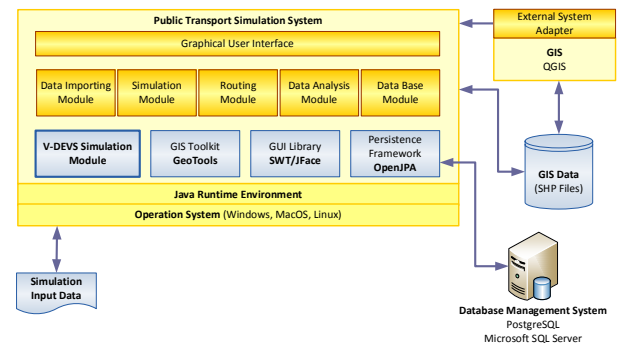 Public Transport Simulation System
Graphical User Interface
Data Importing
Module
Simulation
Module
Routing
Module
Data Analysis
Module
Data Base
Module
V-DEVS Simulation
Module
GIS Toolkit
GeoTools
GUI Library
SWT/JFace
Persistence
Framework
OpenJPA
Java Runtime Environment
Operation System (Windows, MacOS, Linux)
External System
Adapter
GIS
QGIS
GIS Data
(SHP Files)
Simulation
Input Data
Database Management System
PostgreSQL
Microsoft SQL Server